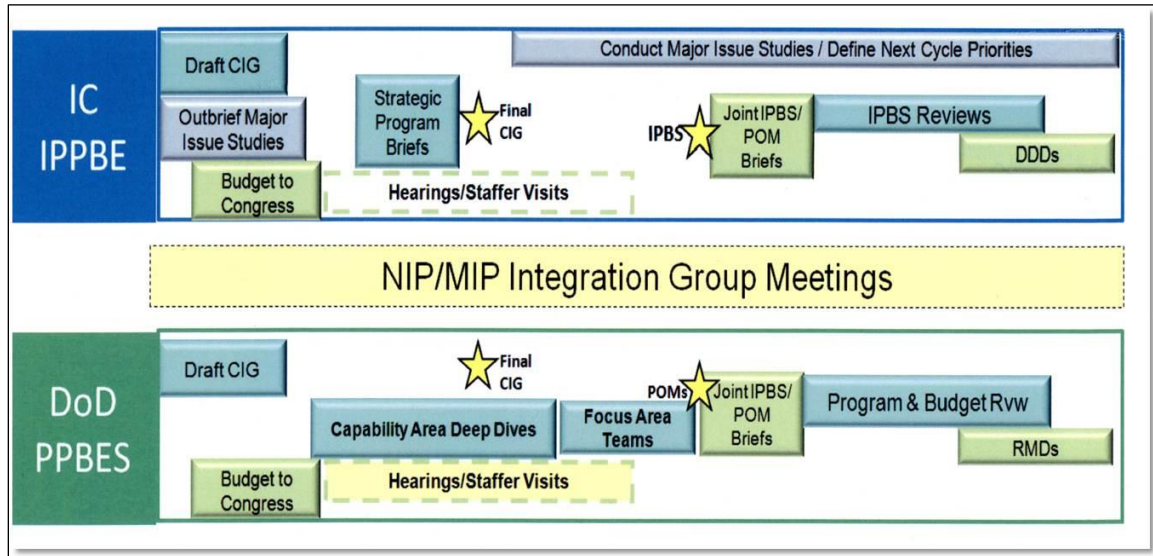 IC
IPPBE
Conduct Major Issue Studies / Define Next Cycle Priorities
Draft CIG
Outbrief Major
Issue Studies
Budget to
Congress
Strategic
Program
Briefs
Final
CIG
Hearings/Staffer Visits
IPBS
Joint IPBS/
POM
Briefs
IPBS Reviews
DDDs
NIP/MIP Integration Group Meetings
DoD
PPBES
Draft CIG
Final
CIG
Capability Area Deep Dives
Focus Area
Teams
Budget to
Congress
Hearings/Staffer Visits
POMs
Joint IPBS/
POM
Briefs
Program & Budget Rvw
RMDs